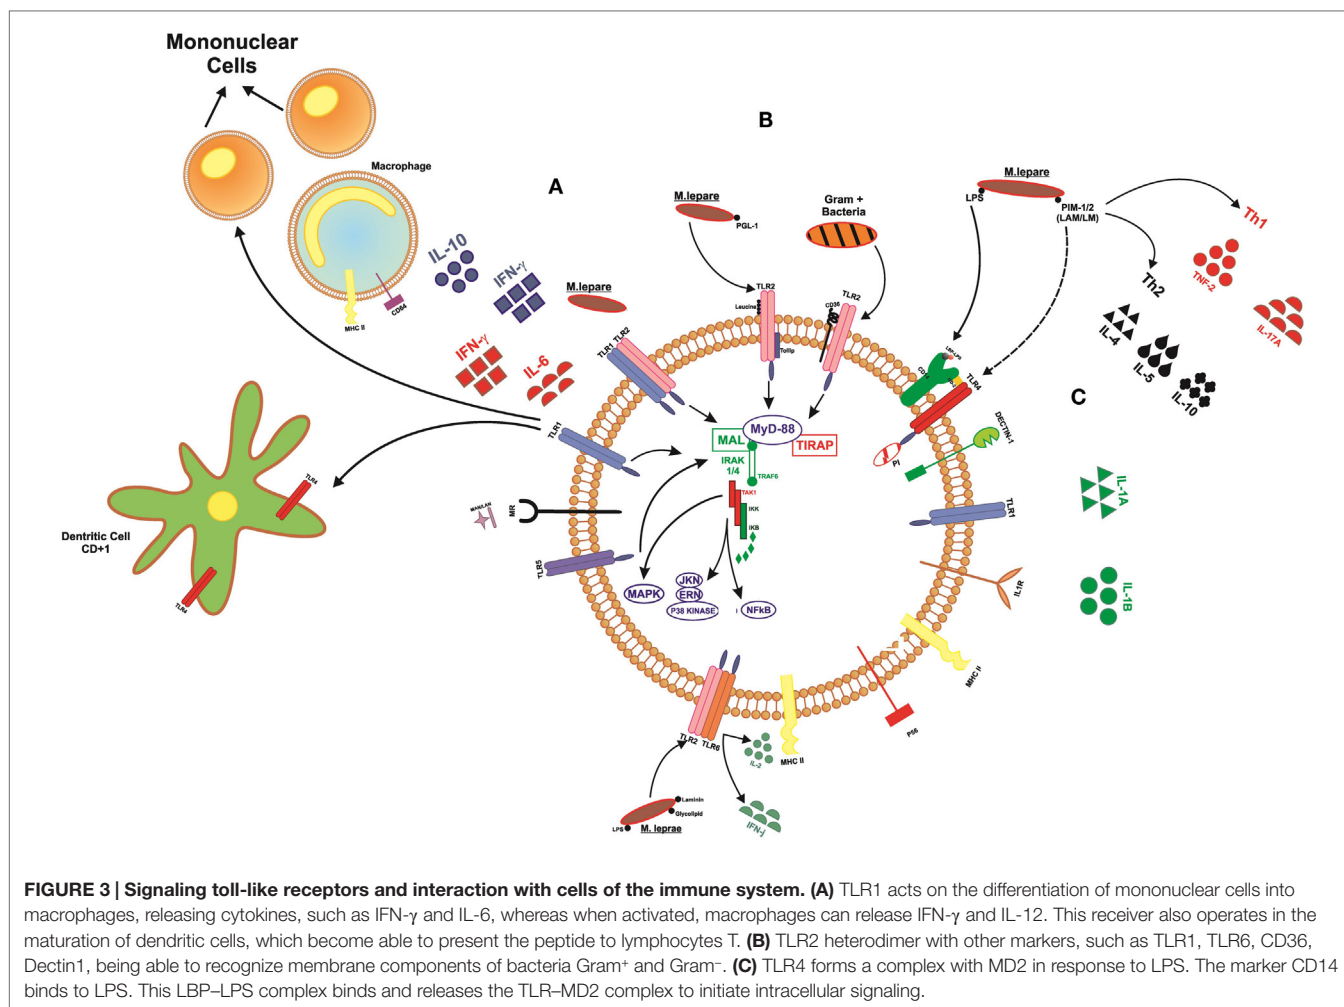 Mononuclear
Cells
Macrophage
MHC II
CD64
A
IL-10
IFN-γ
IFN-γ
IL-6
M.lepare
TLR1
TLR2
TLR1
Dentritic Cell
CD+1
TLR4
TLR4
MAN/LAN
MR
TLR5
B
M.lepare
PGL-1
Gram +
Bacteria
TLR2
Leucine
Tollip
CD36
TLR2
MyD-88
MAL
TIRAP
IRAK
1/4
TRAF6
TAK1
IKK
IKB
MAPK
JKN
ERN
P38 KINASE
NFkB
M.lepare
LPS
PIM-1/2
(LAM/LM)
Th1
TNF-2
IL-17A
Th2
IL-4
IL-5
IL-10
C
LBP-LPS
CD14
TLR4
PI
DECTIN-1
TLR1
IL-1A
IL-1B
IL1R
MHC II
P56
MHC II
TLR2 TLR6
IL-2
IFN-j
Laminin
Glycolipid
LPS
M. leprae
FIGURE 3 | Signaling toll-like receptors and interaction with cells of the immune system. (A) TLR1 acts on the differentiation of mononuclear cells into
macrophages, releasing cytokines, such as IFN-γ and IL-6, whereas when activated, macrophages can release IFN-γ and IL-12. This receiver also operates in the
maturation of dendritic cells, which become able to present the peptide to lymphocytes T. (B) TLR2 heterodimer with other markers, such as TLR1, TLR6, CD36,
Dectin1, being able to recognize membrane components of bacteria Gram⁺ and Gram⁻. (C) TLR4 forms a complex with MD2 in response to LPS. The marker CD14
binds to LPS. This LBP–LPS complex binds and releases the TLR–MD2 complex to initiate intracellular signaling.